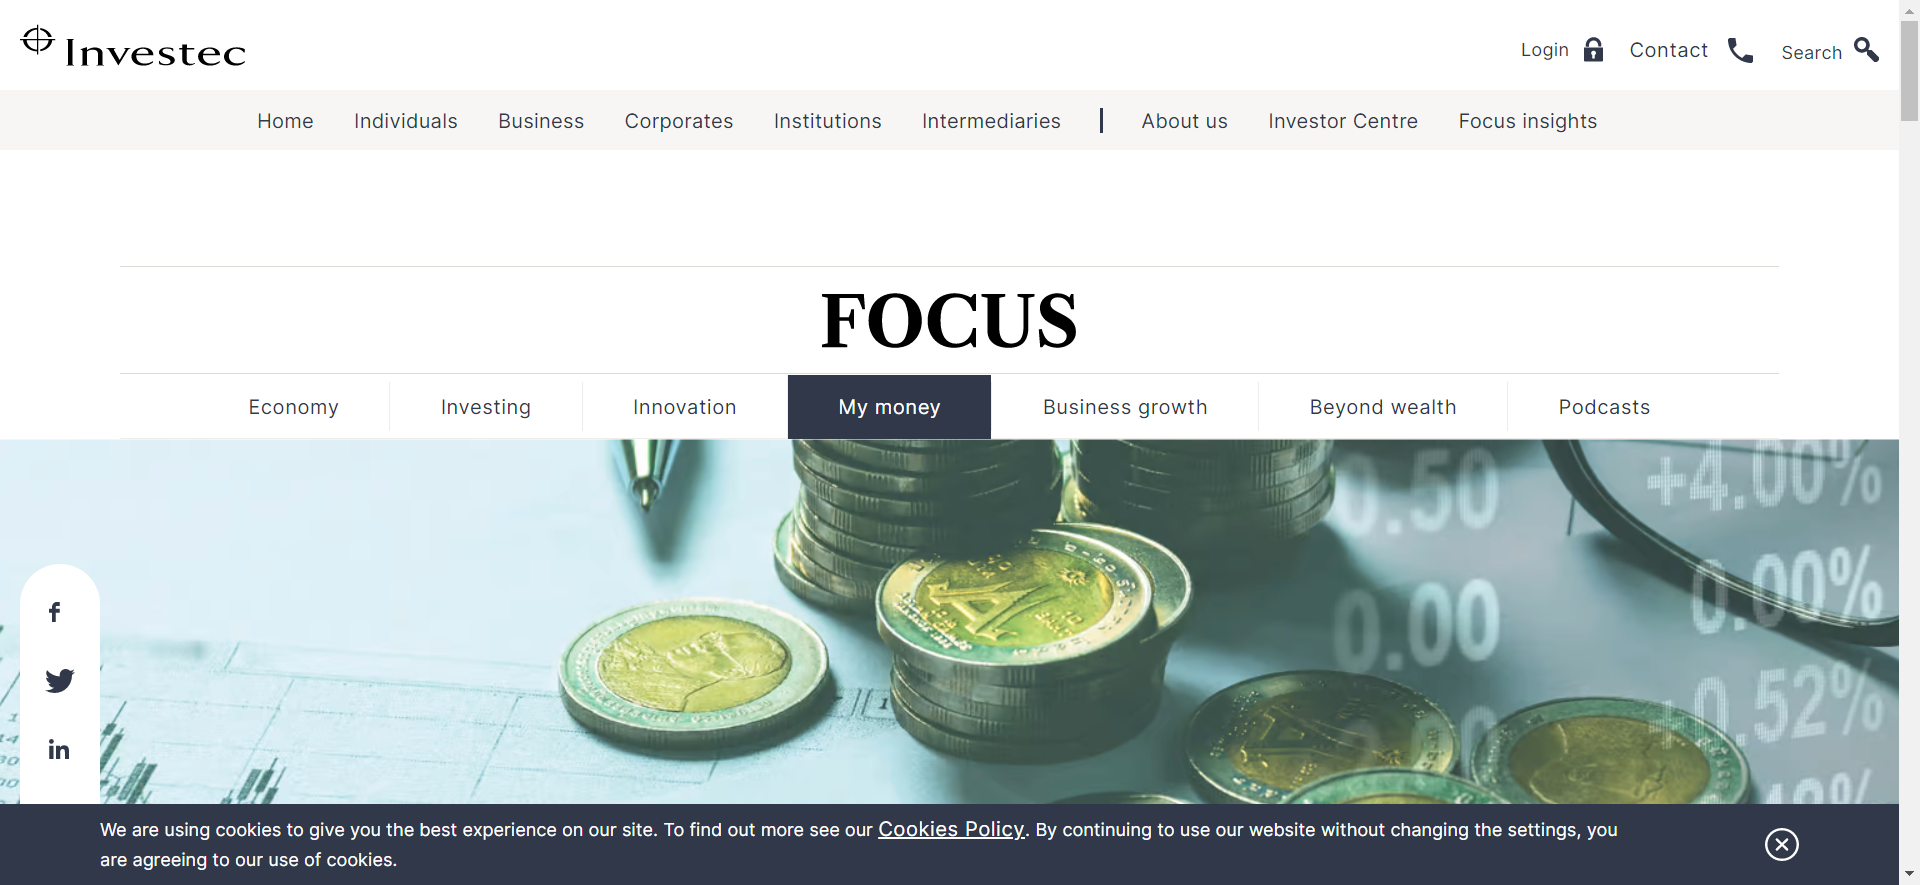 Investec
Login
Contact
Search
Home
Individuals
Business
Corporates
Institutions
Intermediaries
About us
Investor Centre
Focus insights
FOCUS
Economy
Investing
Innovation
My money
Business growth
Beyond wealth
Podcasts
0.50
+4.00%
0.00
0.00%
0.52%
We are using cookies to give you the best experience on our site. To find out more see our Cookies Policy. By continuing to use our website without changing the settings, you
are agreeing to our use of cookies.